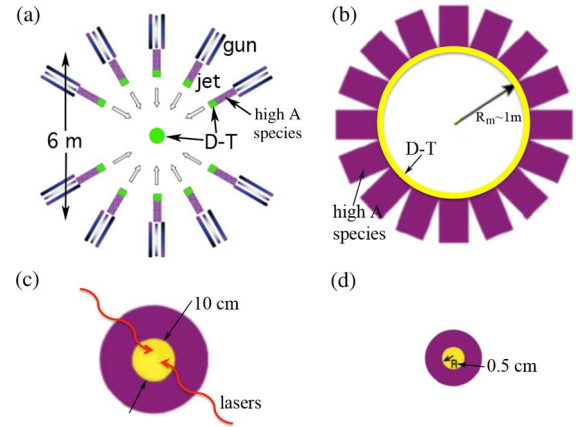 (a)
gun
jet
high A
species
D-T
6 m
(b)
R_m~1m
D-T
high A
species
(c)
10 cm
lasers
(d)
R
0.5 cm